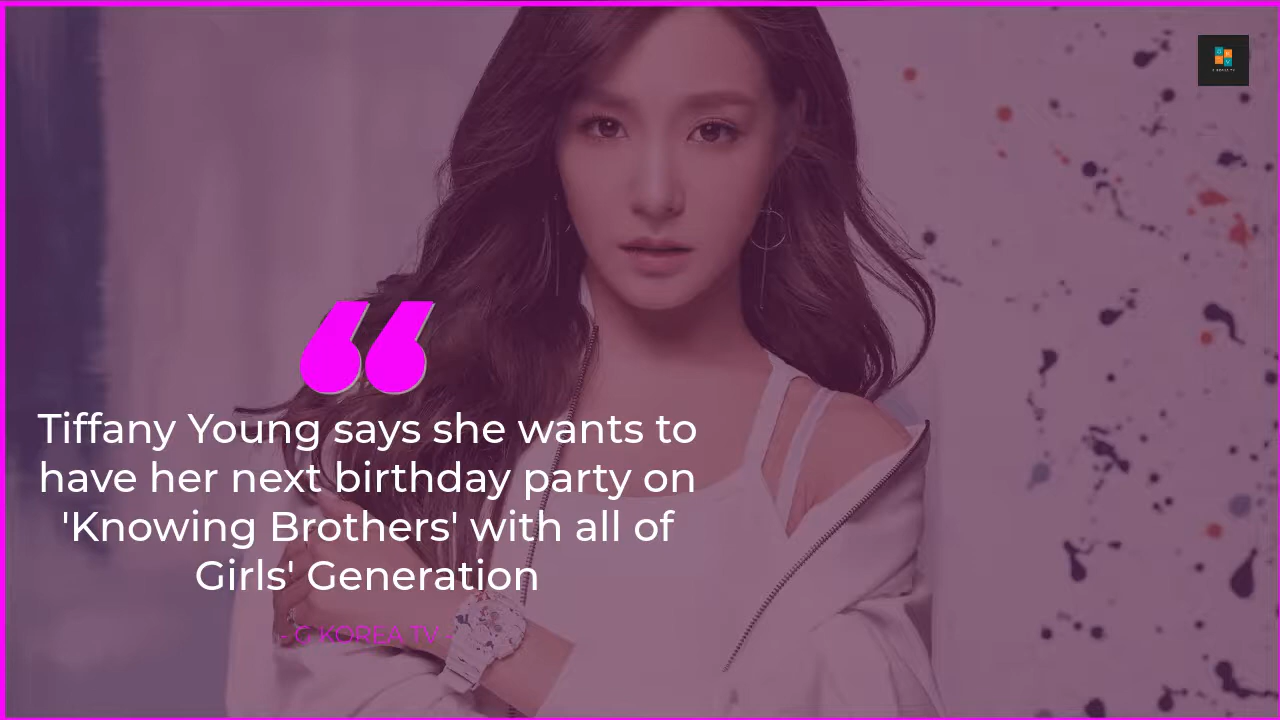 Tiffany Young says she wants to
have her next birthday party on
'Knowing Brothers' with all of
Girls' Generation
- G KOREA TV -